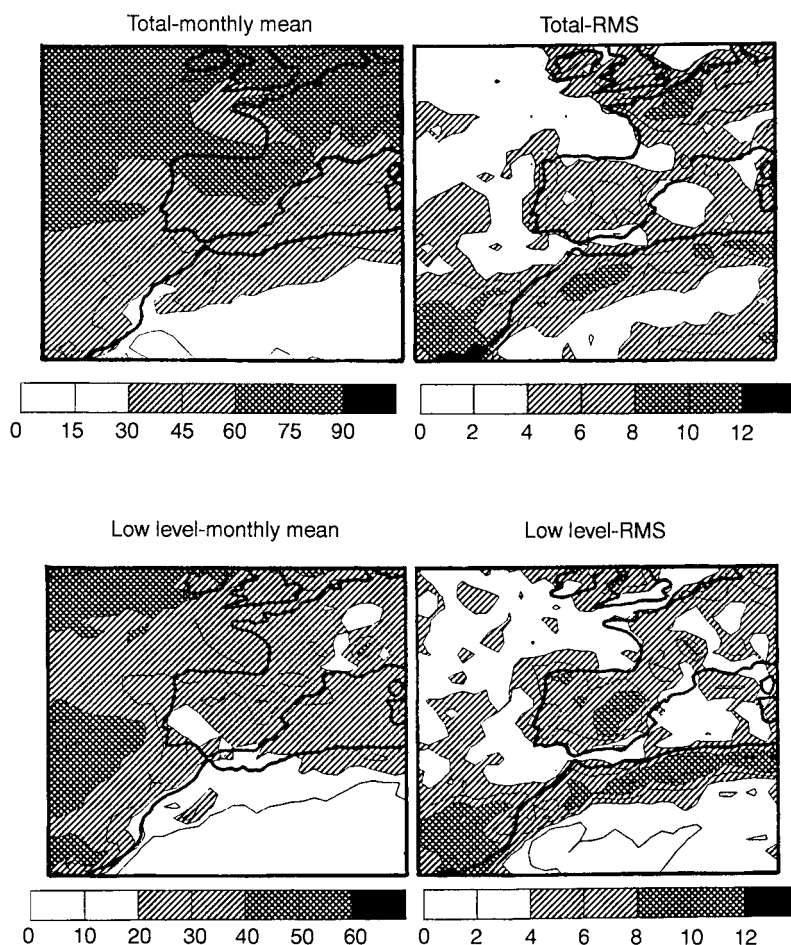 Total-monthly mean
Total-RMS
0 15 30 45 60 75 90
0 2 4 6 8 10 12
Low level-monthly mean
Low level-RMS
0 10 20 30 40 50 60
0 2 4 6 8 10 12